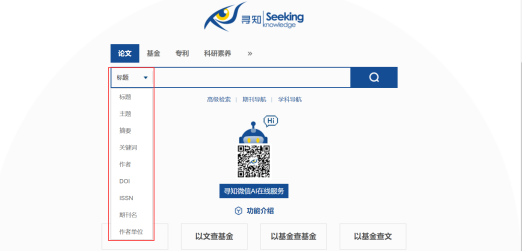 寻知 Seeking
knowledge
论文 基金 专利 科研素养 »
标题
标题
主题
摘要
关键词
作者
DOI
ISSN
期刊名
作者单位
高级检索 | 期刊导航 | 学科导航
Hi
寻知
寻知微信AI在线服务
功能介绍
以文查基金 以基金查基金 以基金查文